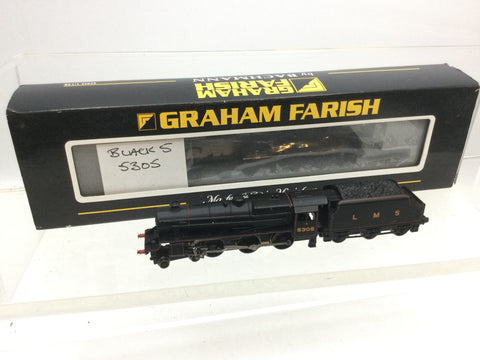 GRAHAM
FARISH
by BACHMANN
GRAHAM FARISH
BLACK 5
5305
5305
L M S